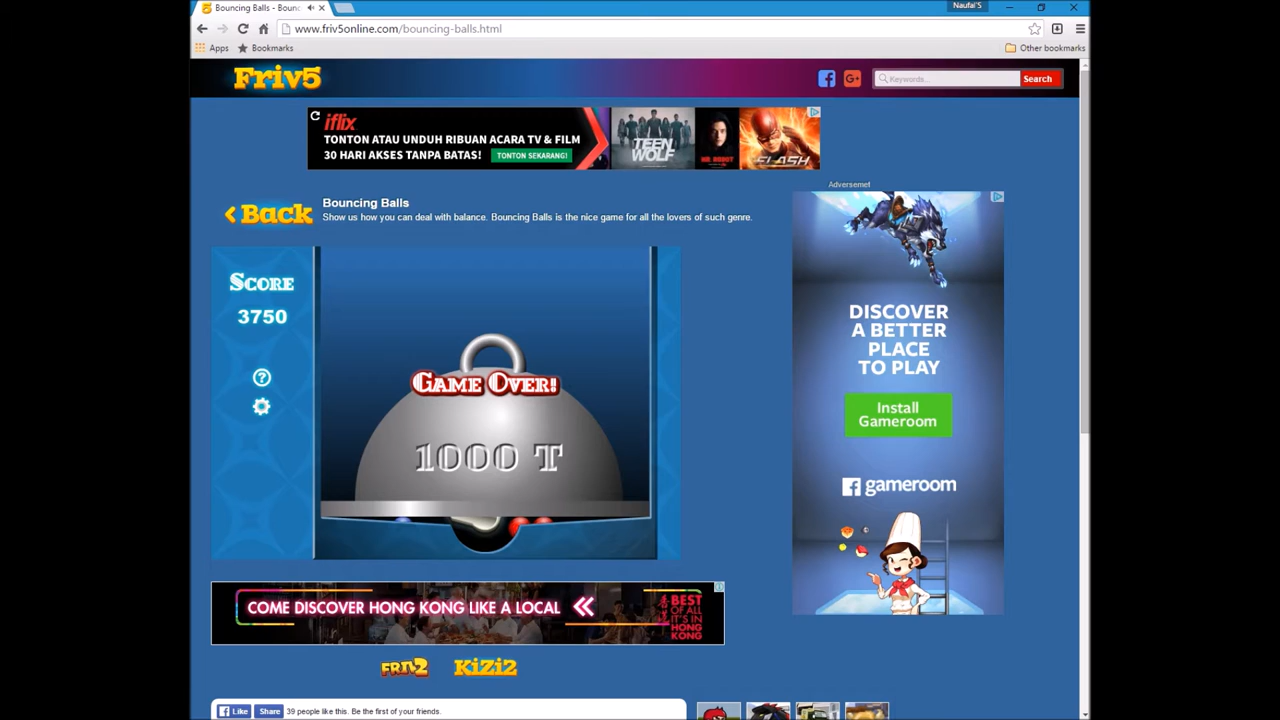 Bouncing Balls - Bounc
Naufal'S
www.friv5online.com/bouncing-balls.html
Apps
Bookmarks
Other bookmarks
Friv5
Keywords...
Search
iflix
TONTON ATAU UNDUH RIBUAN ACARA TV & FILM
30 HARI AKSES TANPA BATAS!
TONTON SEKARANG!
TEEN
WOLF
MR. ROBOT
FLASH
Adversemet
Back
Bouncing Balls
Show us how you can deal with balance. Bouncing Balls is the nice game for all the lovers of such genre.
SCORE
3750
GAME OVER!
1000 T
DISCOVER
A BETTER
PLACE
TO PLAY
Install
Gameroom
gameroom
COME DISCOVER HONG KONG LIKE A LOCAL
BEST
OF ALL
IT'S IN
HONG
KONG
FRIV2
KiZi2
Like
Share
39 people like this. Be the first of your friends.